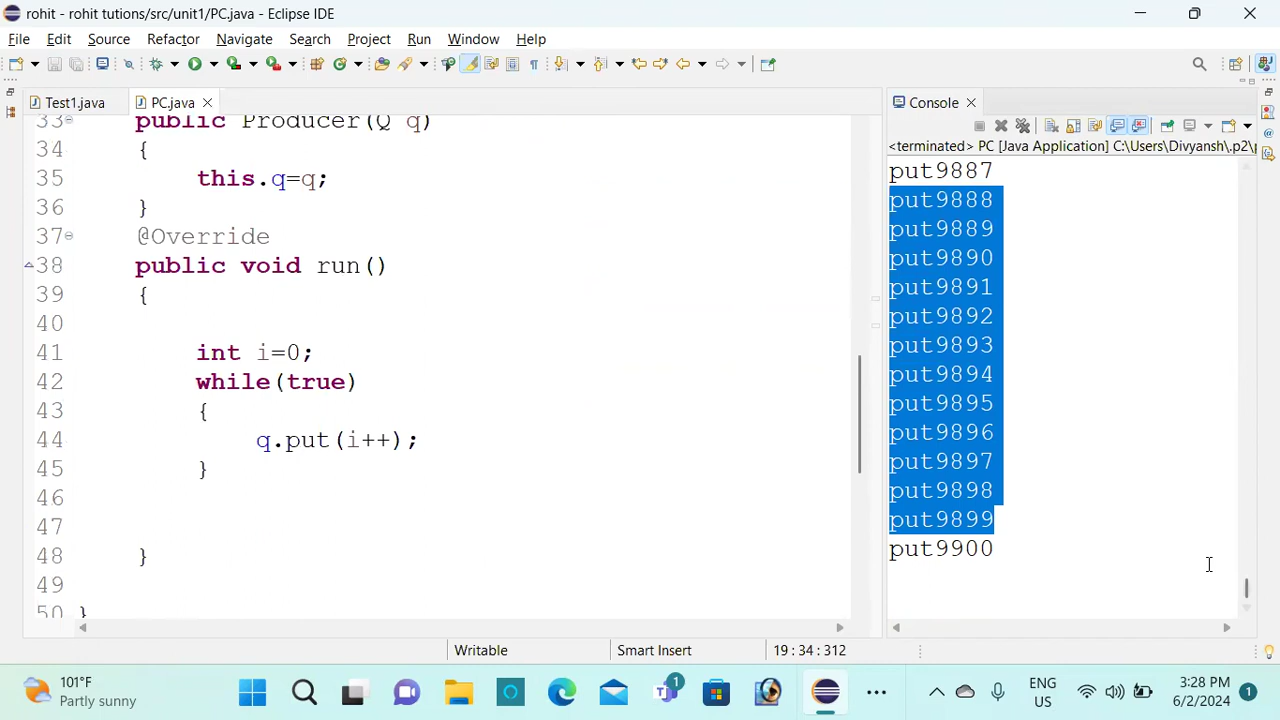 rohit - rohit tutions/src/unit1/PC.java - Eclipse IDE
File Edit Source Refactor Navigate Search Project Run Window Help
Test1.java PC.java
33 public Producer(Q q)
34 {
35 this.q=q;
36 }
37 @Override
38 public void run()
39 {
40
41 int i=0;
42 while(true)
43 {
44 q.put(i++);
45 }
46
47
48 }
49
50 }
Console
<terminated> PC [Java Application] C:\Users\Divyansh\.p2\p
put9887
put9888
put9889
put9890
put9891
put9892
put9893
put9894
put9895
put9896
put9897
put9898
put9899
put9900
Writable Smart Insert 19 : 34 : 312
101°F
Partly sunny
1
ENG
US
3:28 PM
6/2/2024
1